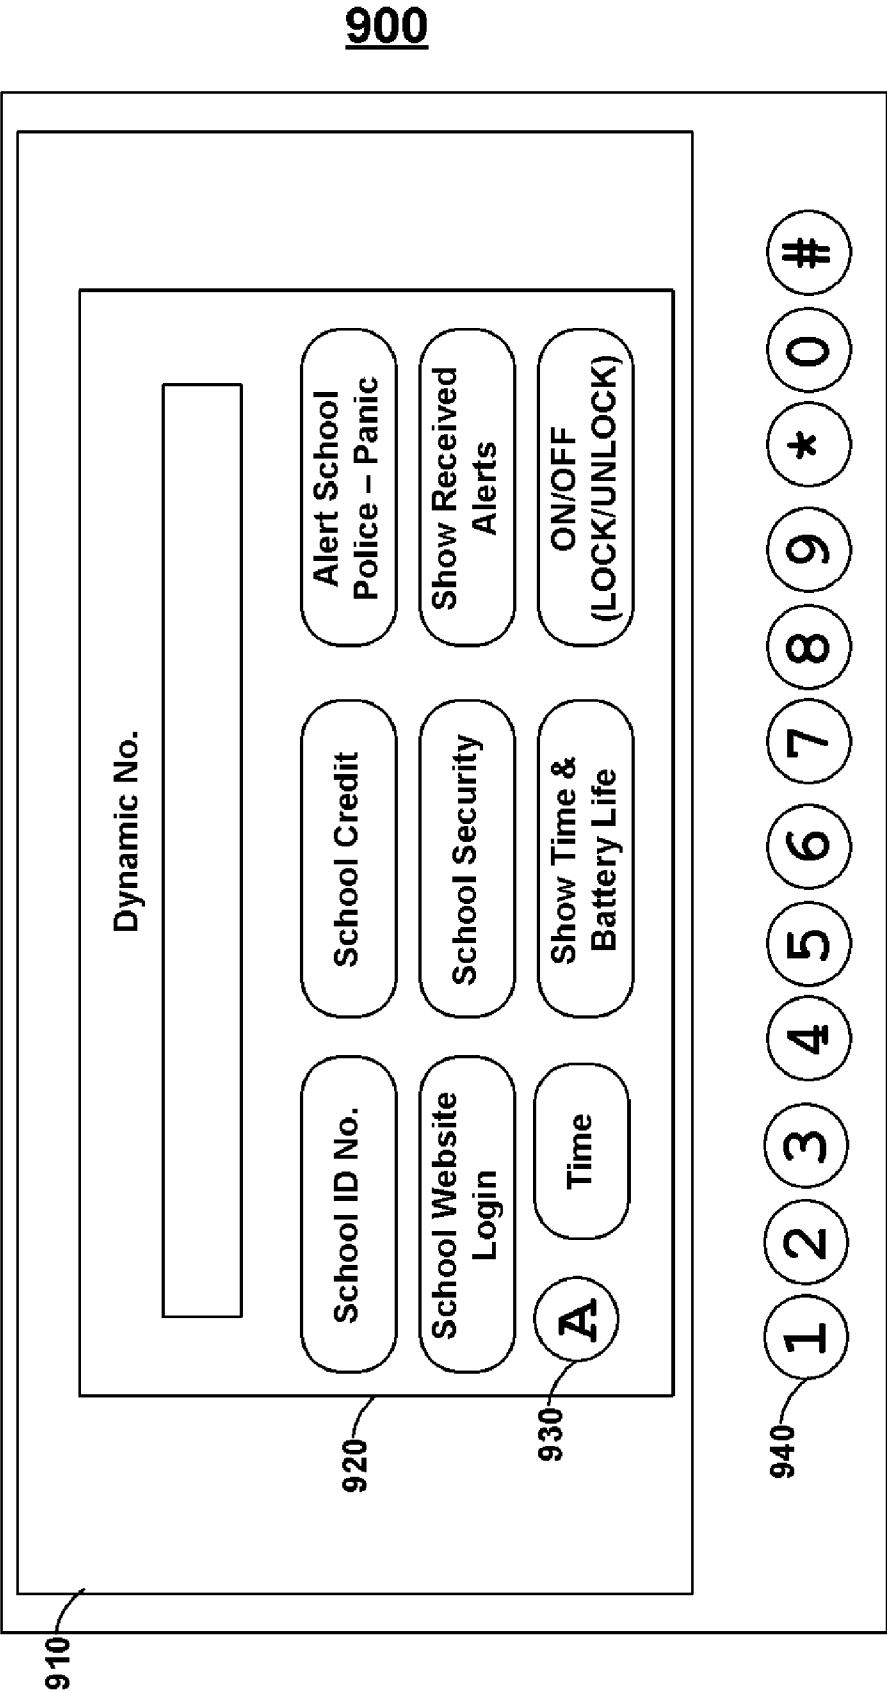 900
910
Dynamic No.
School ID No.
School Credit
Alert School
Police – Panic
School Website
Login
School Security
Show Received
Alerts
A
Time
Show Time &
Battery Life
ON/OFF
(LOCK/UNLOCK)
920
930
1 2 3 4 5 6 7 8 9 * 0 #
940